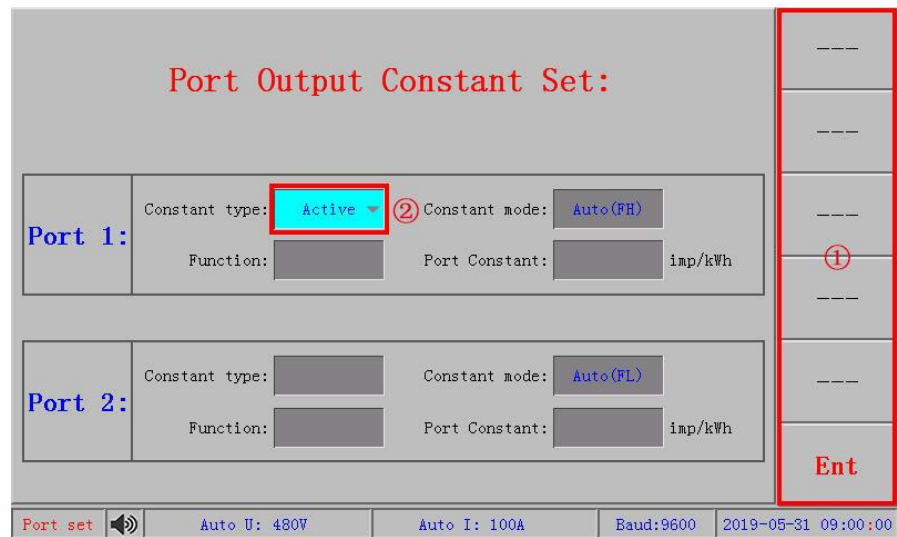 Port Output Constant Set:
Port 1:
Constant type: Active ② Constant mode: Auto(FH)
Function: Port Constant: imp/kWh
Port 2:
Constant type: Constant mode: Auto(FL)
Function: Port Constant: imp/kWh
---
---
---
①
---
---
Ent
Port set Auto U: 480V Auto I: 100A Baud:9600 2019-05-31 09:00:00